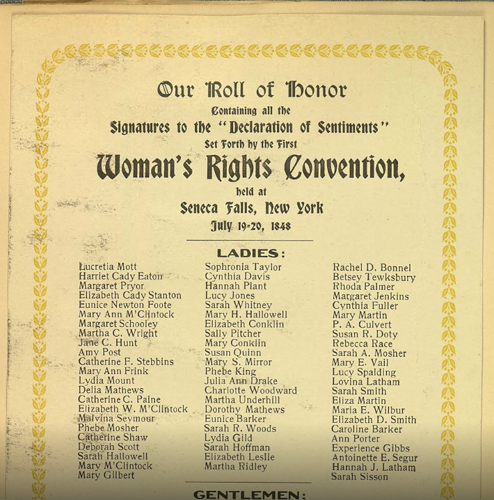 Our Roll of Honor
Containing all the
Signatures to the "Declaration of Sentiments"
Set Forth by the First
Woman's Rights Convention,
held at
Seneca Falls, New York
July 19-20, 1848
LADIES:
Lucretia Mott
Harriet Cady Eaton
Margaret Pryor
Elizabeth Cady Stanton
Eunice Newton Foote
Mary Ann M'Clintock
Margaret Schooley
Martha C. Wright
Jane C. Hunt
Amy Post
Catherine F. Stebbins
Mary Ann Frink
Lydia Mount
Delia Mathews
Catherine C. Paine
Elizabeth W. M'Clintock
Malvina Seymour
Phebe Mosher
Catherine Shaw
Deborah Scott
Sarah Hallowell
Mary M'Clintock
Mary Gilbert
Sophronia Taylor
Cynthia Davis
Hannah Plant
Lucy Jones
Sarah Whitney
Mary H. Hallowell
Elizabeth Conklin
Sally Pitcher
Mary Conklin
Susan Quinn
Mary S. Mirror
Phebe King
Julia Ann Drake
Charlotte Woodward
Martha Underhill
Dorothy Mathews
Eunice Barker
Sarah R. Woods
Lydia Gild
Sarah Hoffman
Elizabeth Leslie
Martha Ridley
Rachel D. Bonnel
Betsey Tewksbury
Rhoda Palmer
Margaret Jenkins
Cynthia Fuller
Mary Martin
P. A. Culvert
Susan R. Doty
Rebecca Race
Sarah A. Mosher
Mary E. Vail
Lucy Spalding
Lovina Latham
Sarah Smith
Eliza Martin
Maria E. Wilbur
Elizabeth D. Smith
Caroline Barker
Ann Porter
Experience Gibbs
Antoinette E. Segur
Hannah J. Latham
Sarah Sisson
GENTLEMEN: